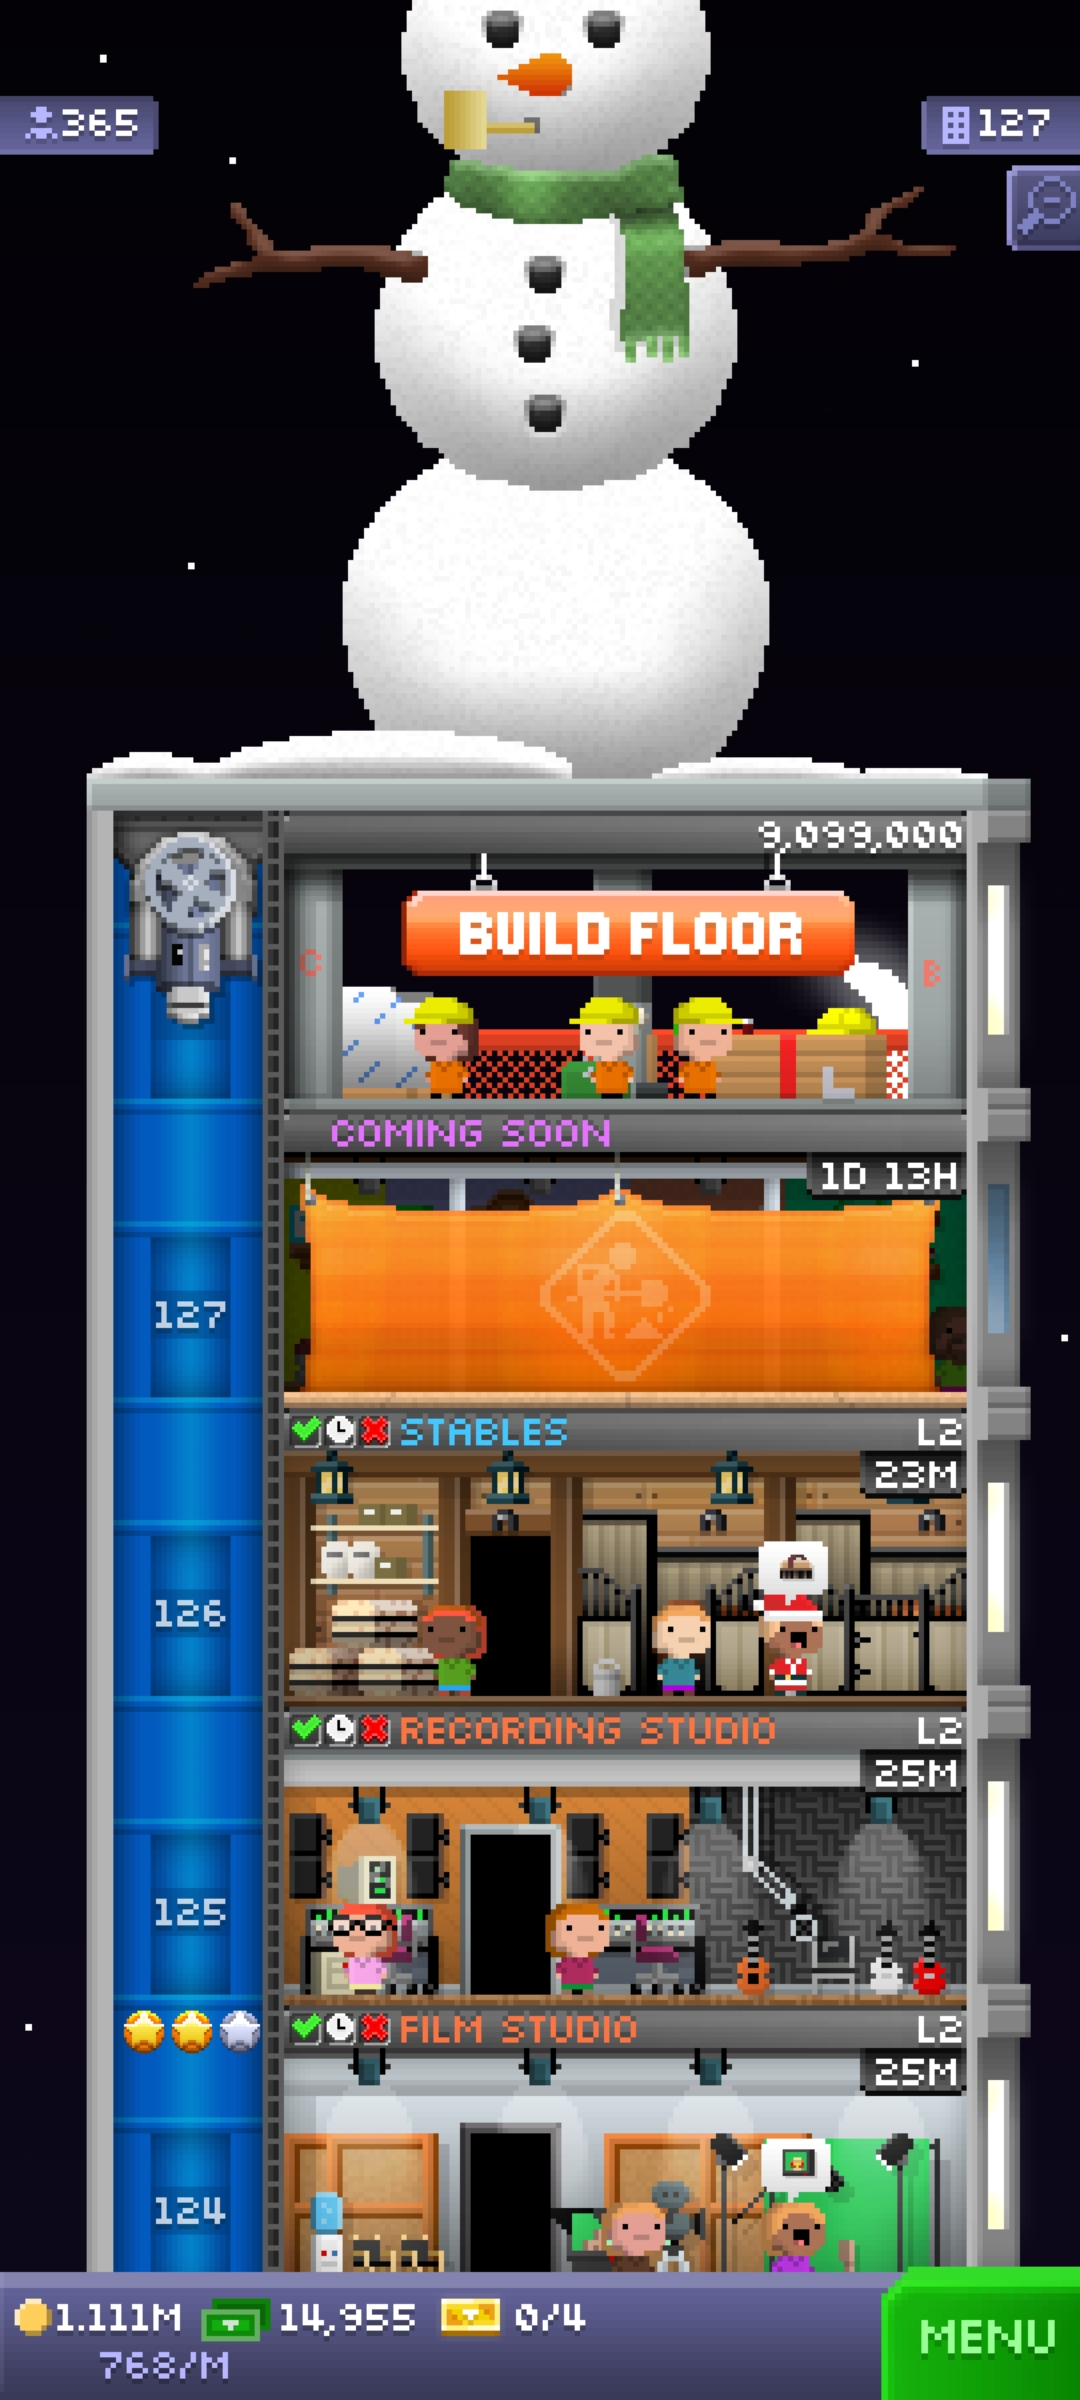 365
127
9,099,000
BUILD FLOOR
C
B
COMING SOON
1D 13H
127
STABLES L2
23M
126
RECORDING STUDIO L2
25M
125
FILM STUDIO L2
25M
124
1.111M 14,955 0/4
768/M
MENU